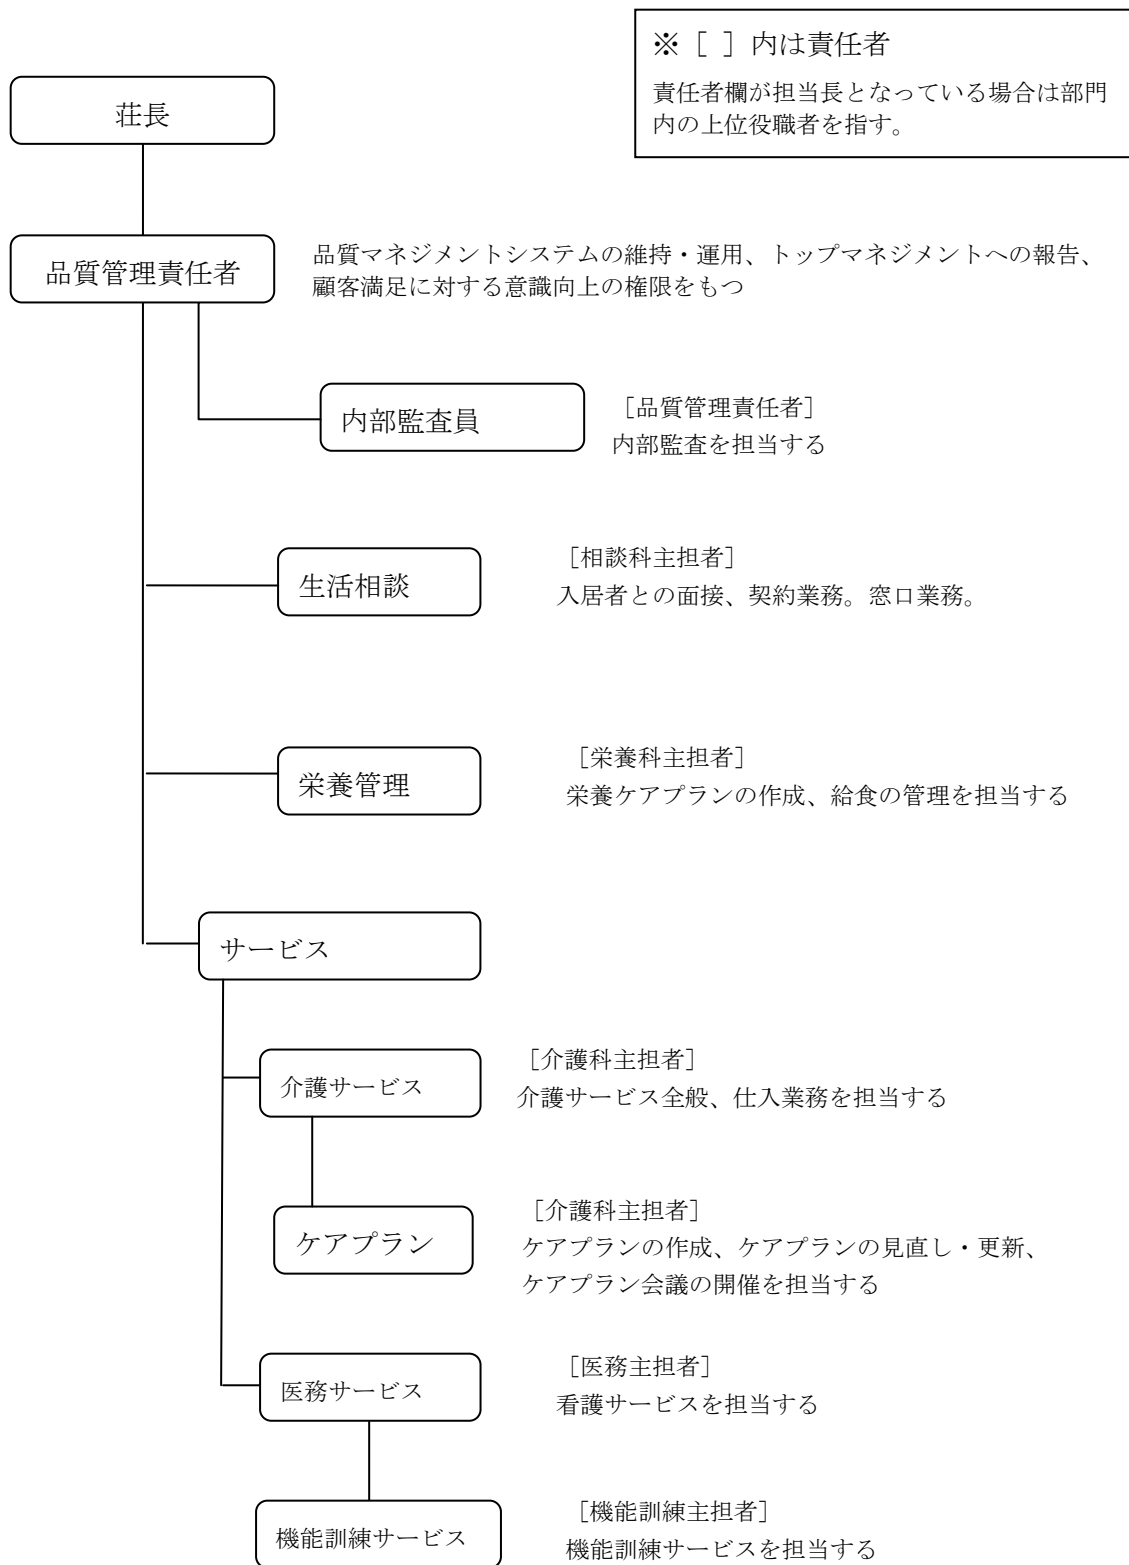 ※［ ］内は責任者
責任者欄が担当長となっている場合は部門
内の上位役職者を指す。
荘長
品質管理責任者
品質マネジメントシステムの維持・運用、トップマネジメントへの報告、
顧客満足に対する意識向上の権限をもつ
内部監査員
［品質管理責任者］
内部監査を担当する
生活相談
［相談科主担者］
入居者との面接、契約業務。窓口業務。
栄養管理
［栄養科主担者］
栄養ケアプランの作成、給食の管理を担当する
サービス
介護サービス
［介護科主担者］
介護サービス全般、仕入業務を担当する
ケアプラン
［介護科主担者］
ケアプランの作成、ケアプランの見直し・更新、
ケアプラン会議の開催を担当する
医務サービス
［医務主担者］
看護サービスを担当する
機能訓練サービス
［機能訓練主担者］
機能訓練サービスを担当する